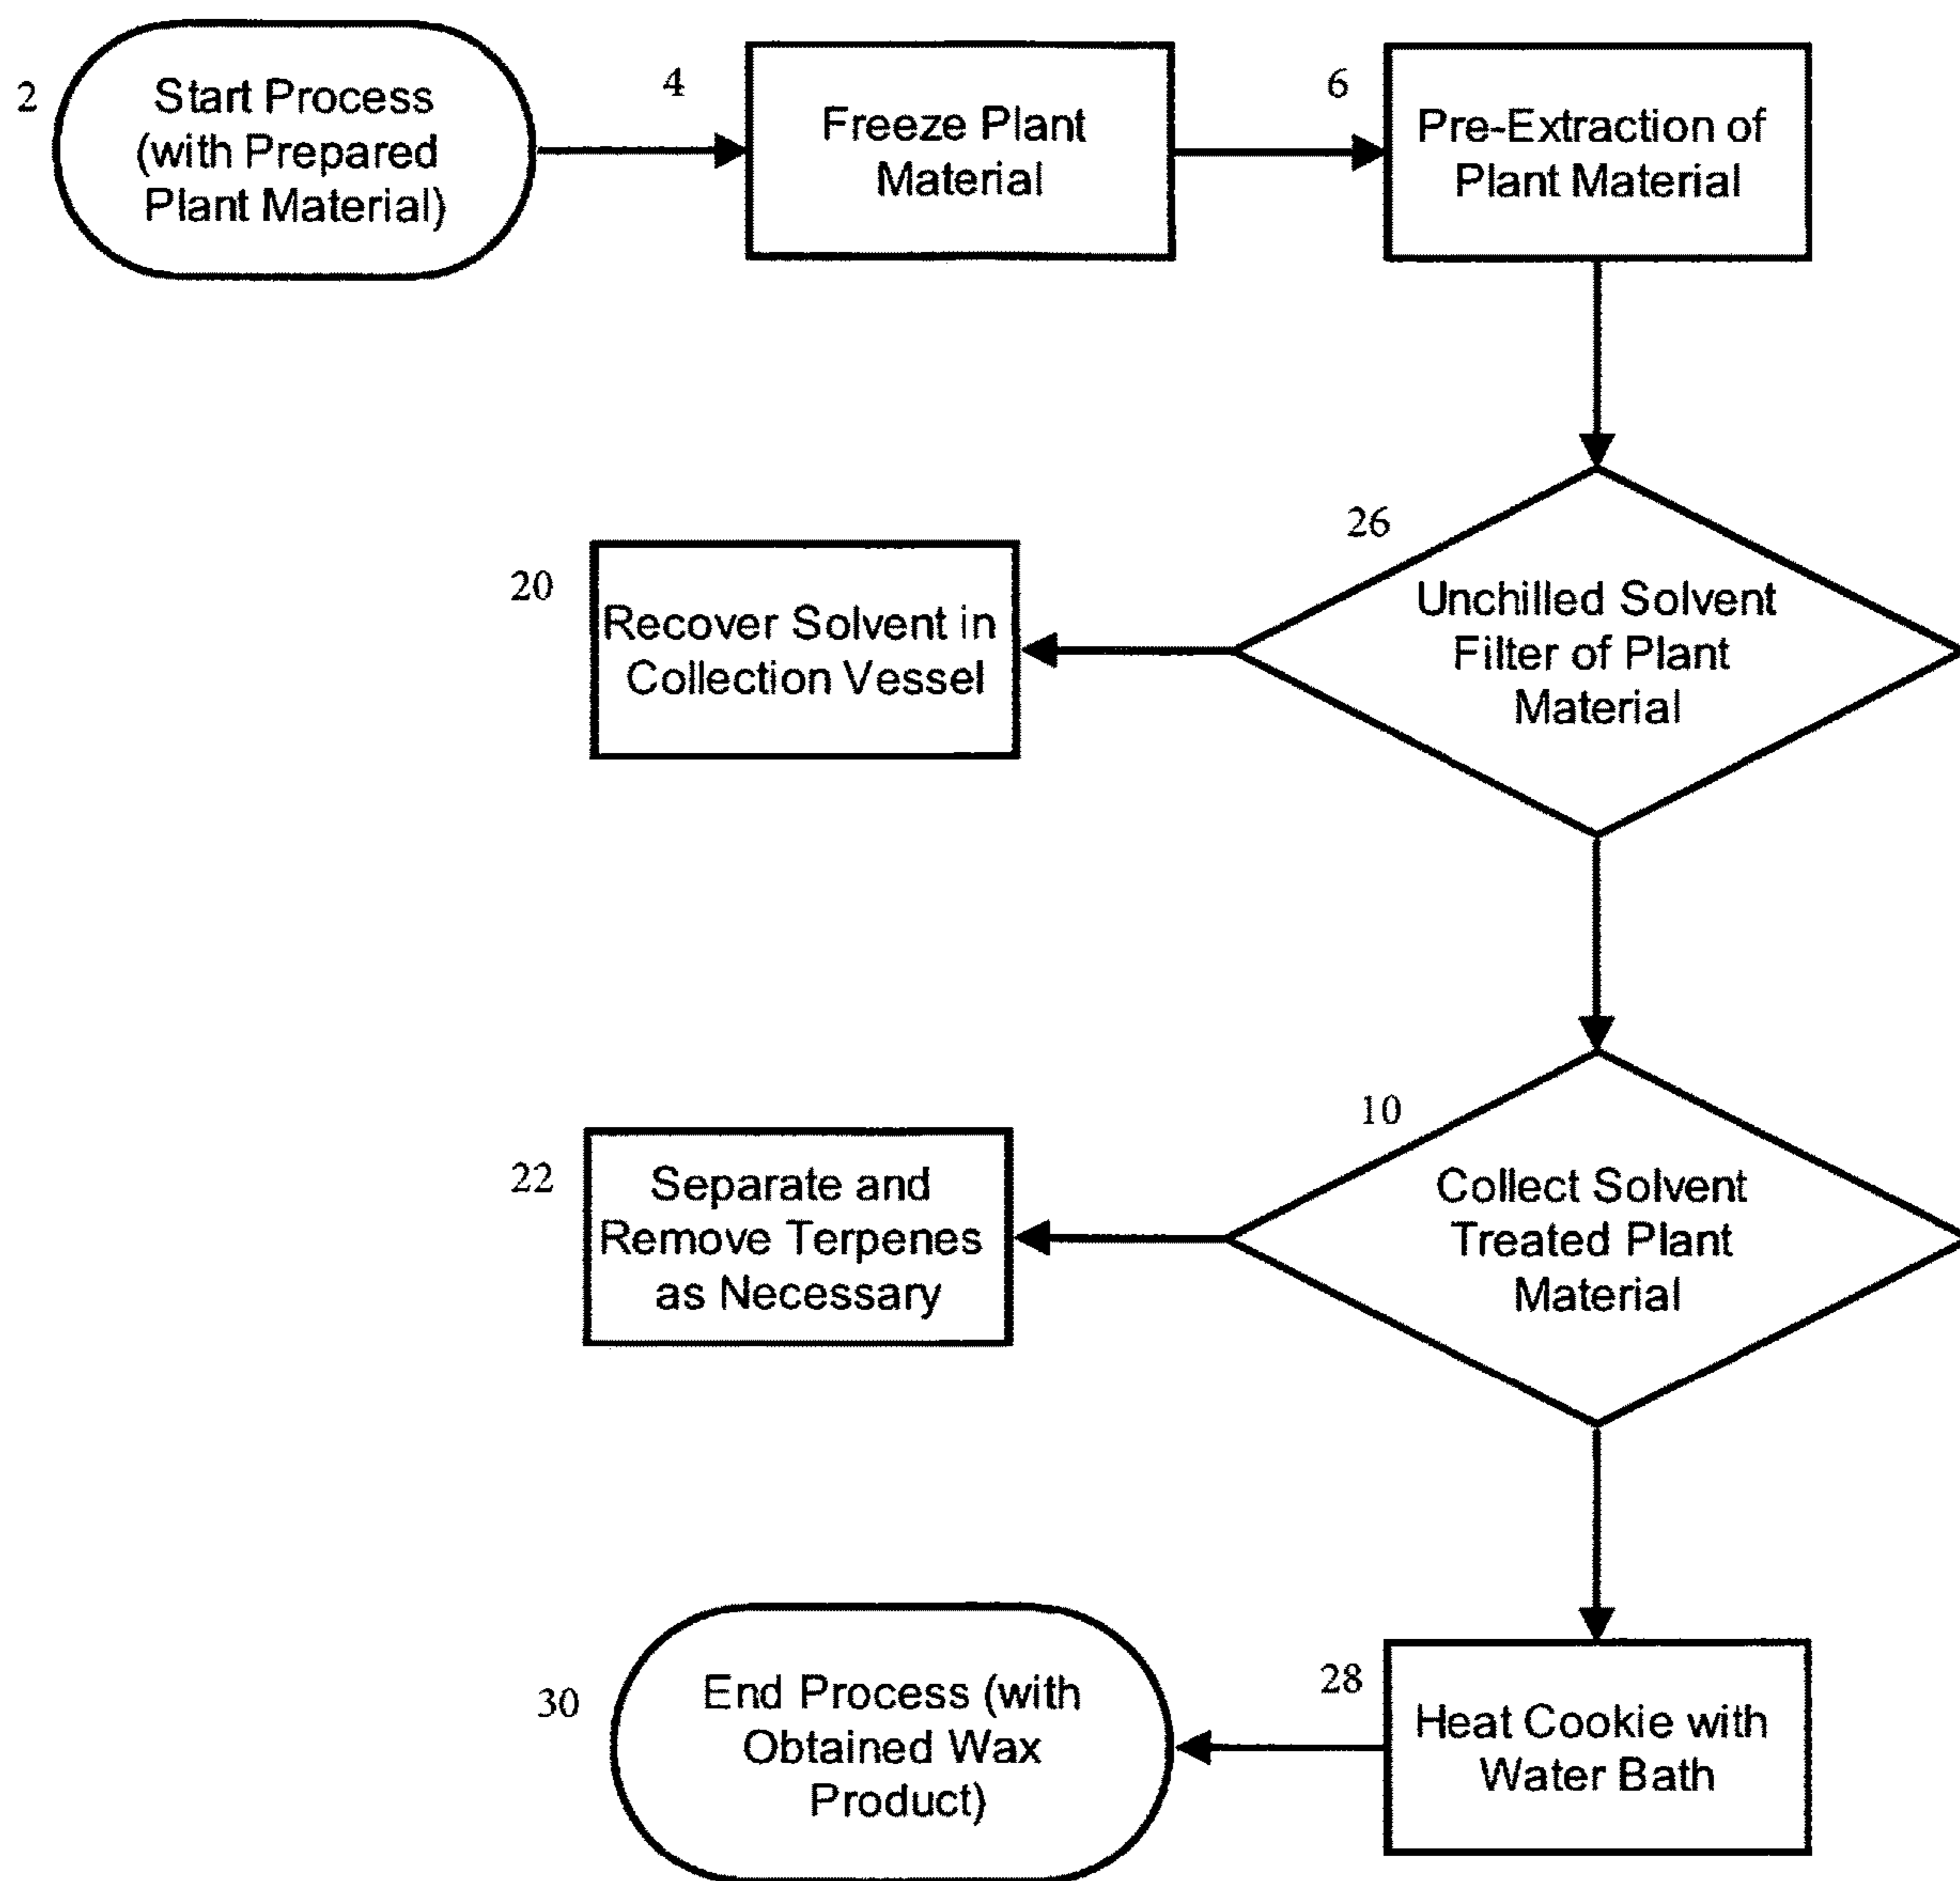 2
Start Process
(with Prepared
Plant Material)
4
Freeze Plant
Material
6
Pre-Extraction of
Plant Material
26
Unchilled Solvent
Filter of Plant
Material
20
Recover Solvent in
Collection Vessel
10
Collect Solvent
Treated Plant
Material
22
Separate and
Remove Terpenes
as Necessary
28
Heat Cookie with
Water Bath
30
End Process (with
Obtained Wax
Product)